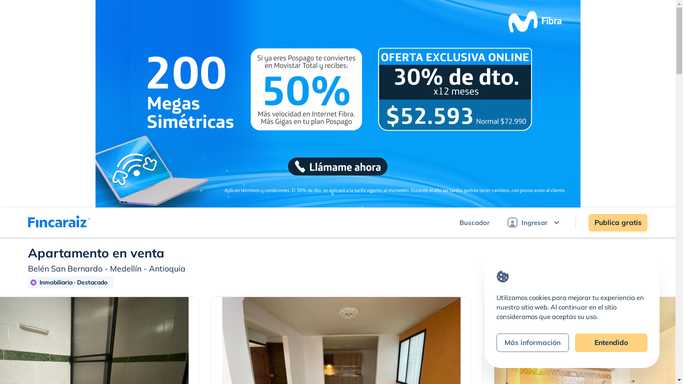 Fibra
200
Megas
Simétricas
Si ya eres Pospago te conviertes
en Movistar Total y recibes.
50%
Más velocidad en Internet Fibra.
Más Gigas en tu plan Pospago
OFERTA EXCLUSIVA ONLINE
30% de dto.
x12 meses
$52.593 Normal $72.990
Llámame ahora
Fincaraiz
Buscador
Ingresar
Publica gratis
Apartamento en venta
Belén San Bernardo - Medellín - Antioquia
Inmobiliaria · Destacado
Utilizamos cookies para mejorar tu experiencia en
nuestro sitio web. Al continuar en el sitio
consideramos que aceptas su uso.
Más información
Entendido